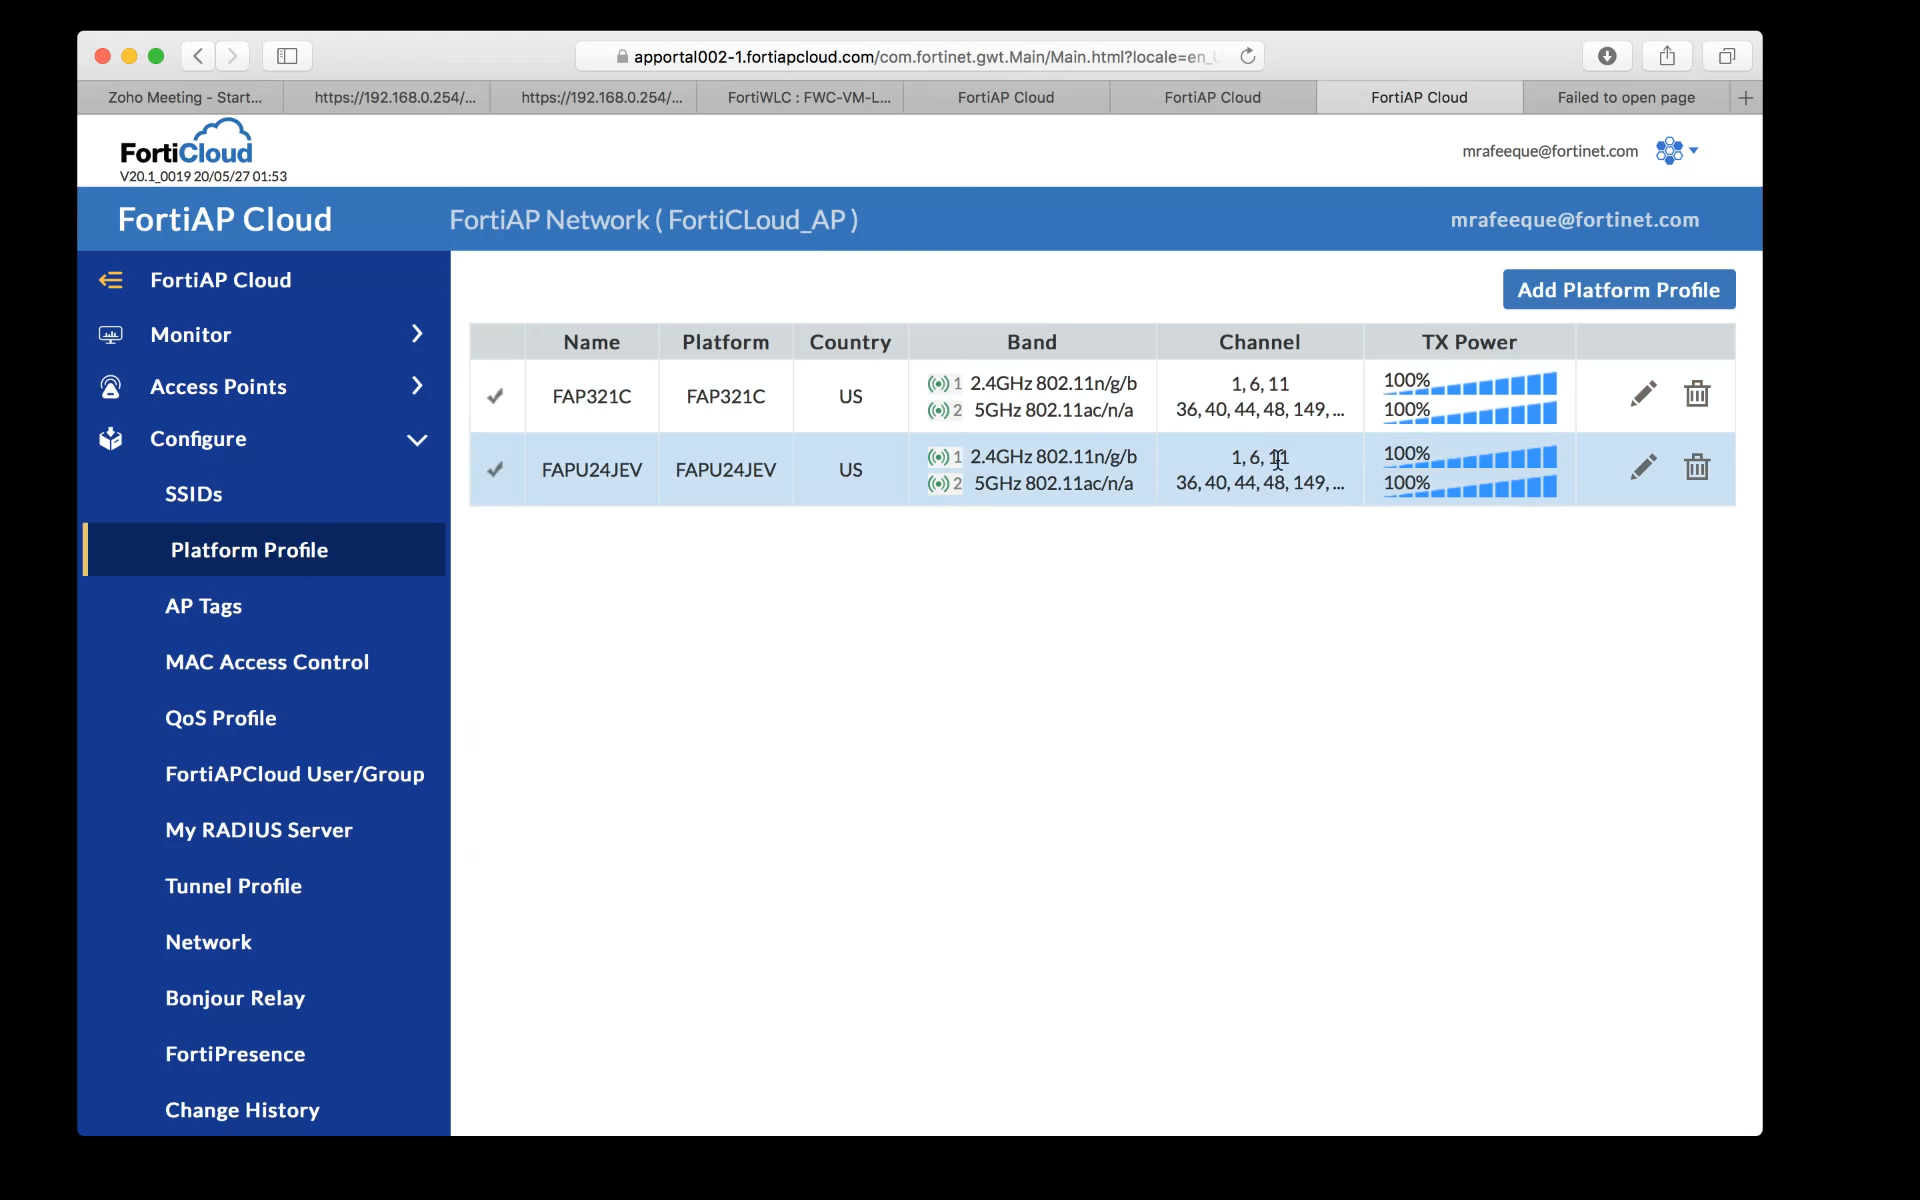 apportal002-1.fortiapcloud.com/com.fortinet.gwt.Main/Main.html?locale=en_
Zoho Meeting - Start... https://192.168.0.254/... https://192.168.0.254/... FortiWLC : FWC-VM-L... FortiAP Cloud FortiAP Cloud FortiAP Cloud Failed to open page
FortiCloud
V20.1_0019 20/05/27 01:53
mrafeeque@fortinet.com
FortiAP Cloud FortiAP Network ( FortiCLoud_AP ) mrafeeque@fortinet.com
FortiAP Cloud
Monitor
Access Points
Configure
SSIDs
Platform Profile
AP Tags
MAC Access Control
QoS Profile
FortiAPCloud User/Group
My RADIUS Server
Tunnel Profile
Network
Bonjour Relay
FortiPresence
Change History
Add Platform Profile
Name Platform Country Band Channel TX Power
FAP321C FAP321C US
1 2.4GHz 802.11n/g/b 1, 6, 11 100%
2 5GHz 802.11ac/n/a 36, 40, 44, 48, 149, ... 100%
FAPU24JEV FAPU24JEV US
1 2.4GHz 802.11n/g/b 1, 6, 11 100%
2 5GHz 802.11ac/n/a 36, 40, 44, 48, 149, ... 100%